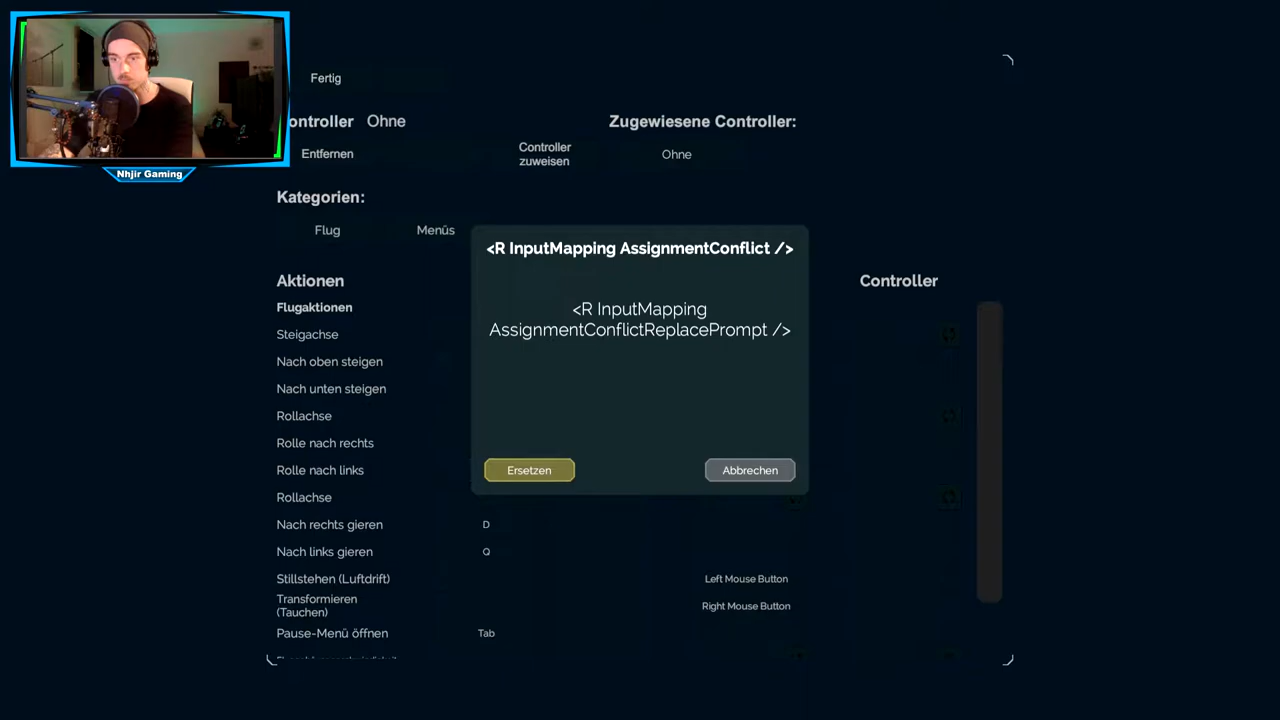 Fertig
ontroller Ohne
Zugewiesene Controller:
Entfernen
Controller
zuweisen
Ohne
Nhjir Gaming
Kategorien:
Flug
Menüs
<R InputMapping AssignmentConflict />
<R InputMapping
AssignmentConflictReplacePrompt />
Ersetzen
Abbrechen
Aktionen
Controller
Flugaktionen
Steigachse
Nach oben steigen
Nach unten steigen
Rollachse
Rolle nach rechts
Rolle nach links
Rollachse
Nach rechts gieren D
Nach links gieren Q
Stillstehen (Luftdrift) Left Mouse Button
Transformieren
(Tauchen) Right Mouse Button
Pause-Menü öffnen Tab